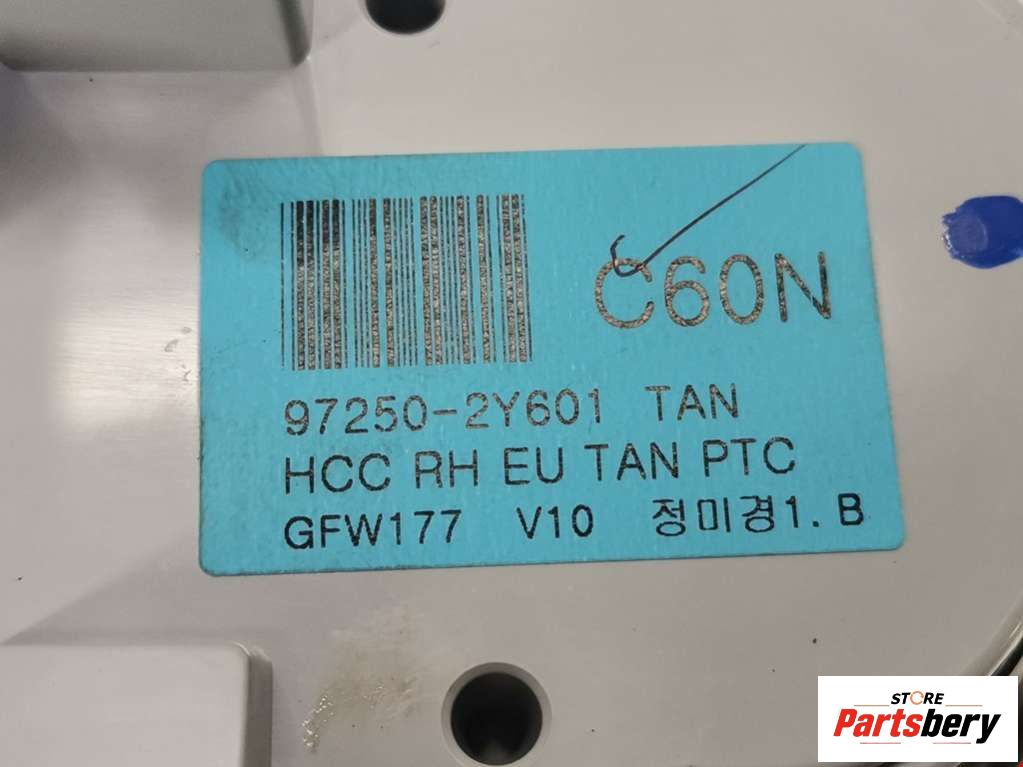 C60N
97250-2Y601 TAN
HCC RH EU TAN PTC
GFW177 V10 정미경1. B
STORE
Partsbery